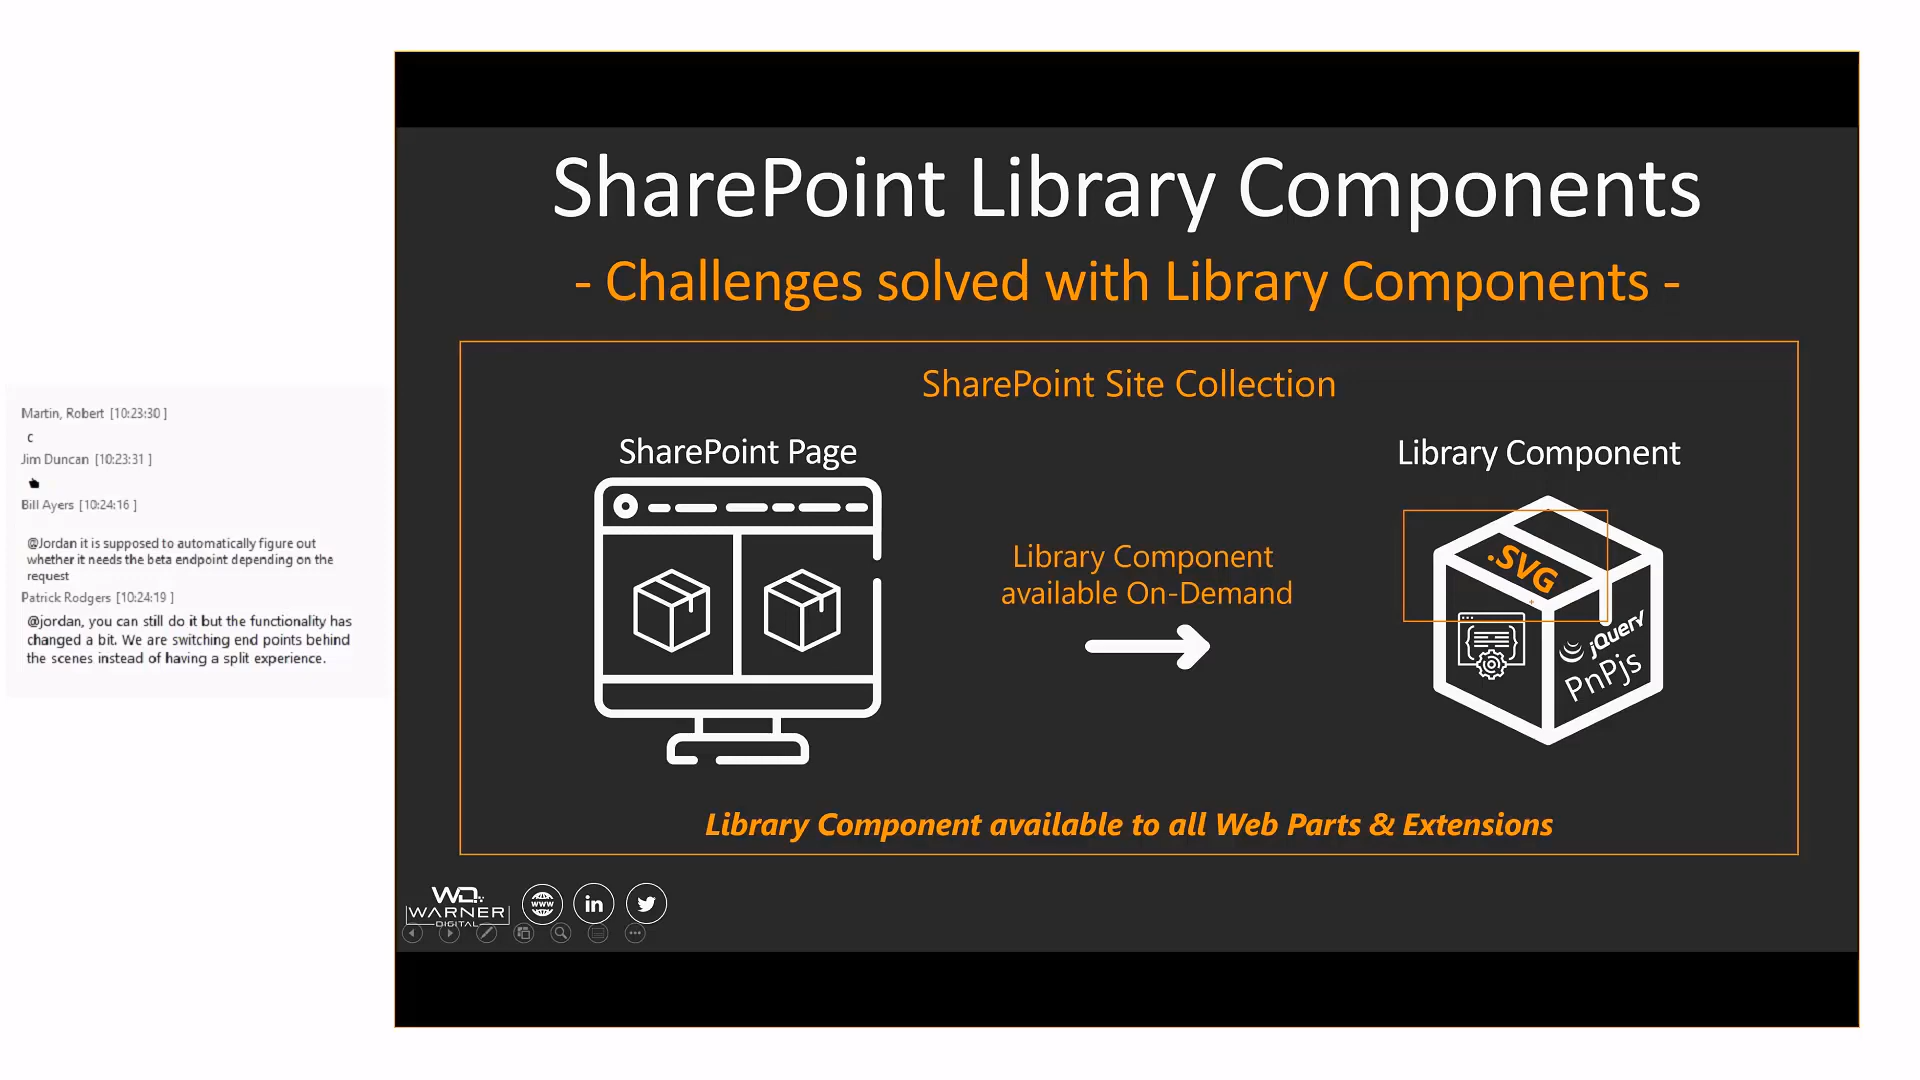 Martin, Robert [10:23:30 ]
c
Jim Duncan [10:23:31 ]
Bill Ayers [10:24:16 ]
@Jordan it is supposed to automatically figure out
whether it needs the beta endpoint depending on the
request
Patrick Rodgers [10:24:19 ]
@jordan, you can still do it but the functionality has
changed a bit. We are switching end points behind
the scenes instead of having a split experience.
SharePoint Library Components
- Challenges solved with Library Components -
SharePoint Site Collection
SharePoint Page
Library Component
available On-Demand
Library Component
.SVG
jQuery
PnPjs
Library Component available to all Web Parts & Extensions
WD
WARNER
DIGITAL
www
in